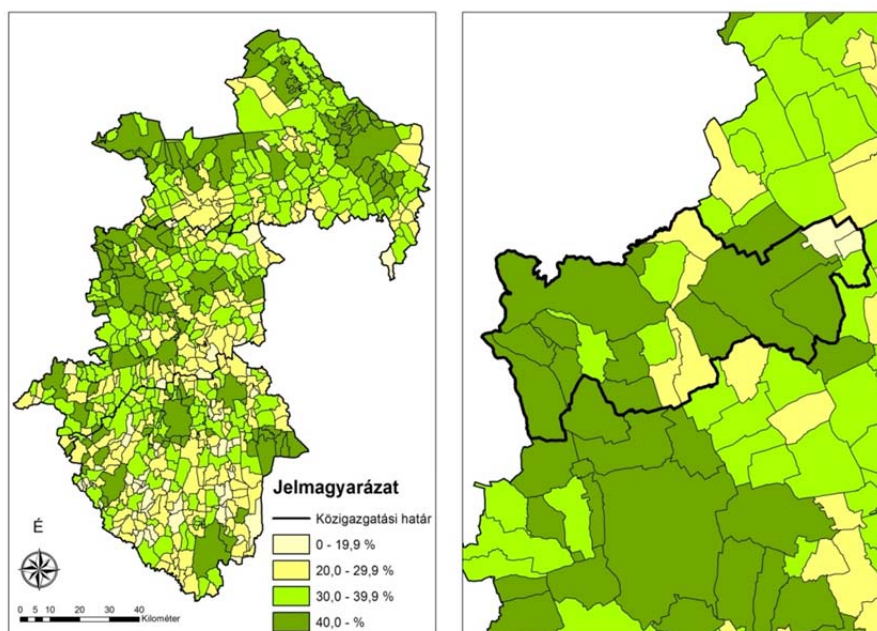 Jelmagyarázat
Közigazgatási határ
0 - 19,9 %
20,0 - 29,9 %
30,0 - 39,9 %
40,0 - %
É
0 5 10 20 30 40
Kilométer